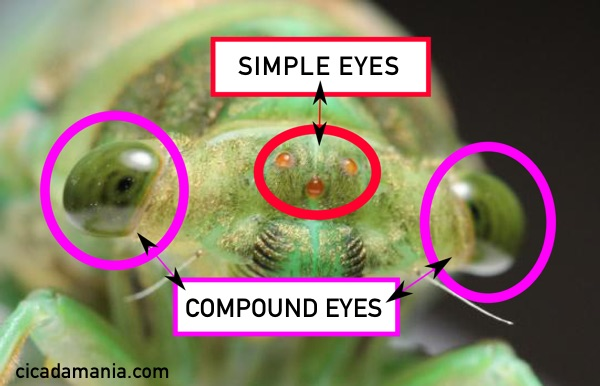 SIMPLE EYES
COMPOUND EYES
cicadamania.com